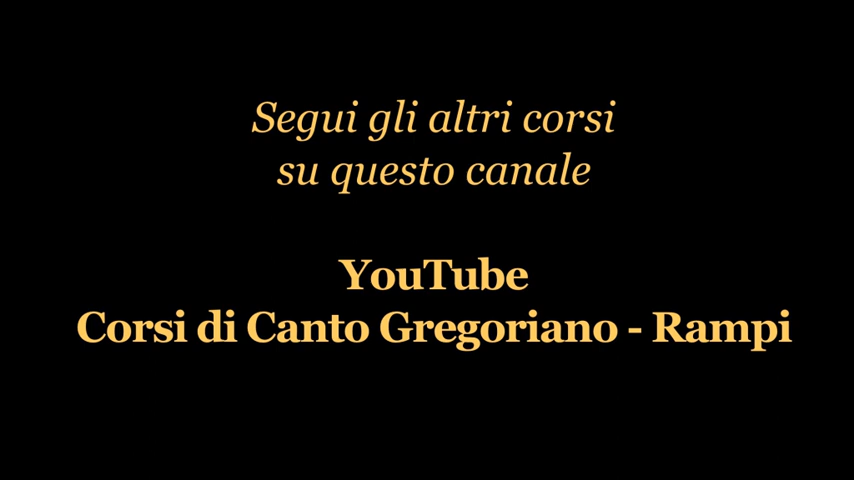 Segui gli altri corsi
su questo canale
YouTube
Corsi di Canto Gregoriano - Rampi